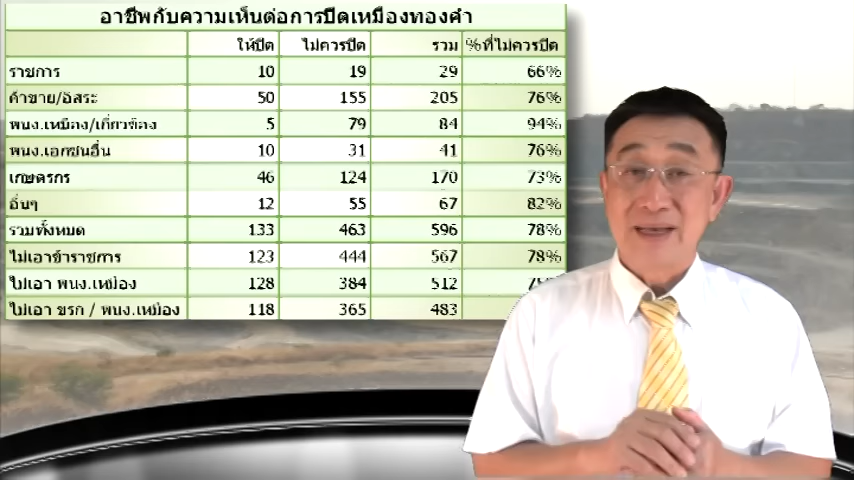 อาชีพกับความเห็นต่อการปิดเหมืองทองคำ
ให้ปิด ไม่ควรปิด รวม %ที่ไม่ควรปิด
ราชการ 10 19 29 66%
ค้าขาย/อิสระ 50 155 205 76%
พนง.เหมือง/เกี่ยวข้อง 5 79 84 94%
พนง.เอกชนอื่น 10 31 41 76%
เกษตรกร 46 124 170 73%
อื่นๆ 12 55 67 82%
รวมทั้งหมด 133 463 596 78%
ไม่เอาข้าราชการ 123 444 567 78%
ไม่เอา พนง.เหมือง 128 384 512
ไม่เอา ขรก / พนง.เหมือง 118 365 483